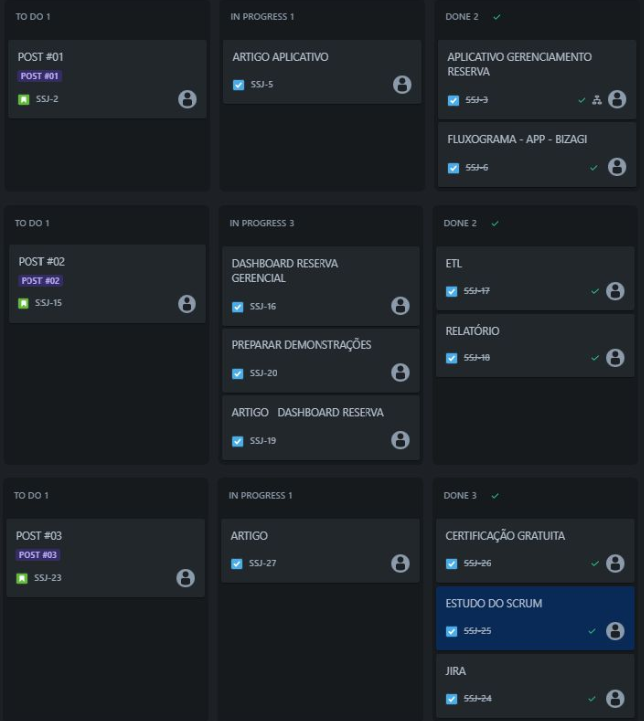 TO DO 1
POST #01
POST #01
SSJ-2
IN PROGRESS 1
ARTIGO APLICATIVO
SSJ-5
DONE 2
APLICATIVO GERENCIAMENTO
RESERVA
SSJ-3
FLUXOGRAMA - APP - BIZAGI
SSJ-6
TO DO 1
POST #02
POST #02
SSJ-15
IN PROGRESS 3
DASHBOARD RESERVA
GERENCIAL
SSJ-16
PREPARAR DEMONSTRAÇÕES
SSJ-20
ARTIGO DASHBOARD RESERVA
SSJ-19
DONE 2
ETL
SSJ-17
RELATÓRIO
SSJ-18
TO DO 1
POST #03
POST #03
SSJ-23
IN PROGRESS 1
ARTIGO
SSJ-27
DONE 3
CERTIFICAÇÃO GRATUITA
SSJ-26
ESTUDO DO SCRUM
SSJ-25
JIRA
SSJ-24